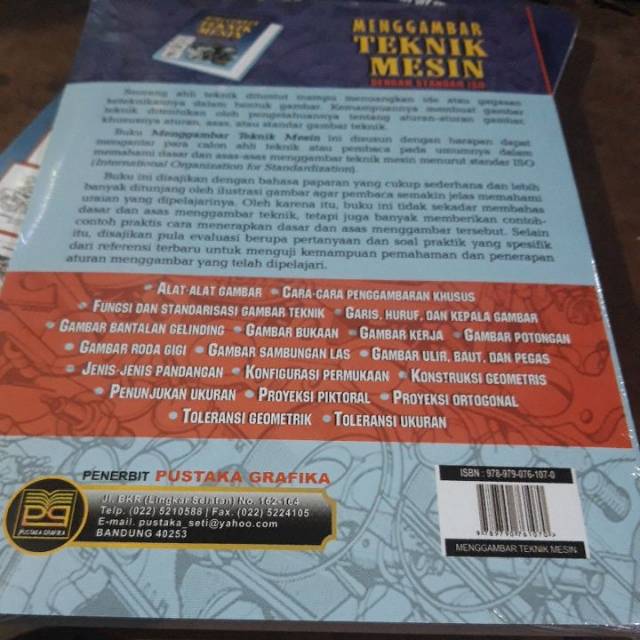 MENGGAMBAR
TEKNIK
MESIN
DENGAN STANDAR ISO
TEKNIK
MESIN
Seorang ahli teknik dituntut mampu menuangkan ide atau gagasan
keteknikannya dalam bentuk gambar. Kemampuannya membuat gambar
teknik ditentukan oleh pengetahuannya tentang aturan-aturan gambar,
khususnya aturan, asas, atau standar gambar teknik.
Buku Menggambar Teknik Mesin ini disusun dengan harapan dapat
mengantar para calon ahli teknik atau pembaca pada umumnya dalam
memahami dasar dan asas-asas menggambar teknik mesin menurut standar ISO
(International Organization for Standardization).
Buku ini disajikan dengan bahasa paparan yang cukup sederhana dan lebih
banyak ditunjang oleh ilustrasi gambar agar pembaca semakin jelas memahami
uraian yang dipelajarinya. Oleh karena itu, buku ini tidak sekadar membahas
dasar dan asas menggambar teknik, tetapi juga banyak memberikan contoh-
contoh praktis cara menerapkan dasar dan asas menggambar tersebut. Selain
itu, disajikan pula evaluasi berupa pertanyaan dan soal praktik yang spesifik
dari referensi terbaru untuk menguji kemampuan pemahaman dan penerapan
aturan menggambar yang telah dipelajari.
• ALAT-ALAT GAMBAR • CARA-CARA PENGGAMBARAN KHUSUS
• FUNGSI DAN STANDARISASI GAMBAR TEKNIK • GARIS, HURUF, DAN KEPALA GAMBAR
• GAMBAR BANTALAN GELINDING • GAMBAR BUKAAN • GAMBAR KERJA • GAMBAR POTONGAN
• GAMBAR RODA GIGI • GAMBAR SAMBUNGAN LAS • GAMBAR ULIR, BAUT, DAN PEGAS
• JENIS-JENIS PANDANGAN • KONFIGURASI PERMUKAAN • KONSTRUKSI GEOMETRIS
• PENUNJUKAN UKURAN • PROYEKSI PIKTORAL • PROYEKSI ORTOGONAL
• TOLERANSI GEOMETRIK • TOLERANSI UKURAN
PENERBIT PUSTAKA GRAFIKA
Jl. BKR (Lingkar Selatan) No. 162-164
Telp. (022) 5210588 | Fax. (022) 5224105
E-mail. pustaka_seti@yahoo.com
BANDUNG 40253
PUSTAKA GRAFIKA
ISBN : 978-979-076-107-0
9 789790 761070
MENGGAMBAR TEKNIK MESIN